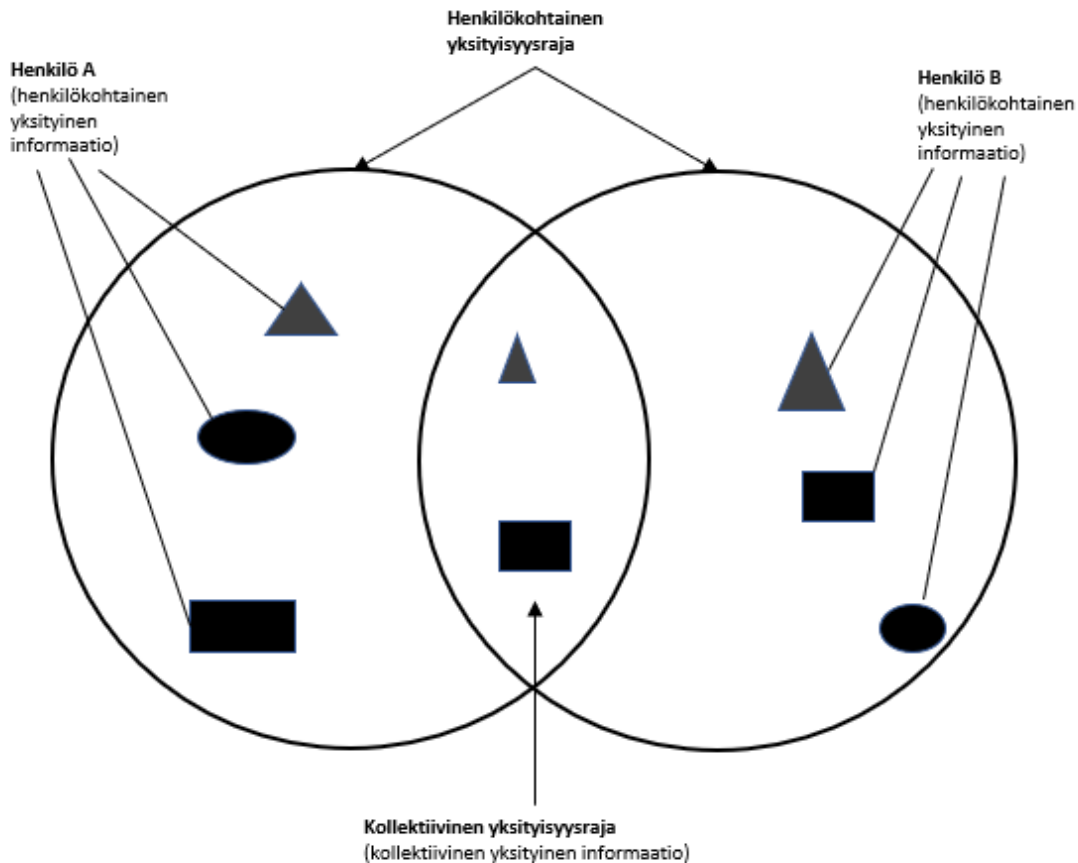 Henkilökohtainen
yksityisyysraja
Henkilö A
(henkilökohtainen
yksityinen
informaatio)
Henkilö B
(henkilökohtainen
yksityinen
informaatio)
Kollektiivinen yksityisyysraja
(kollektiivinen yksityinen informaatio)